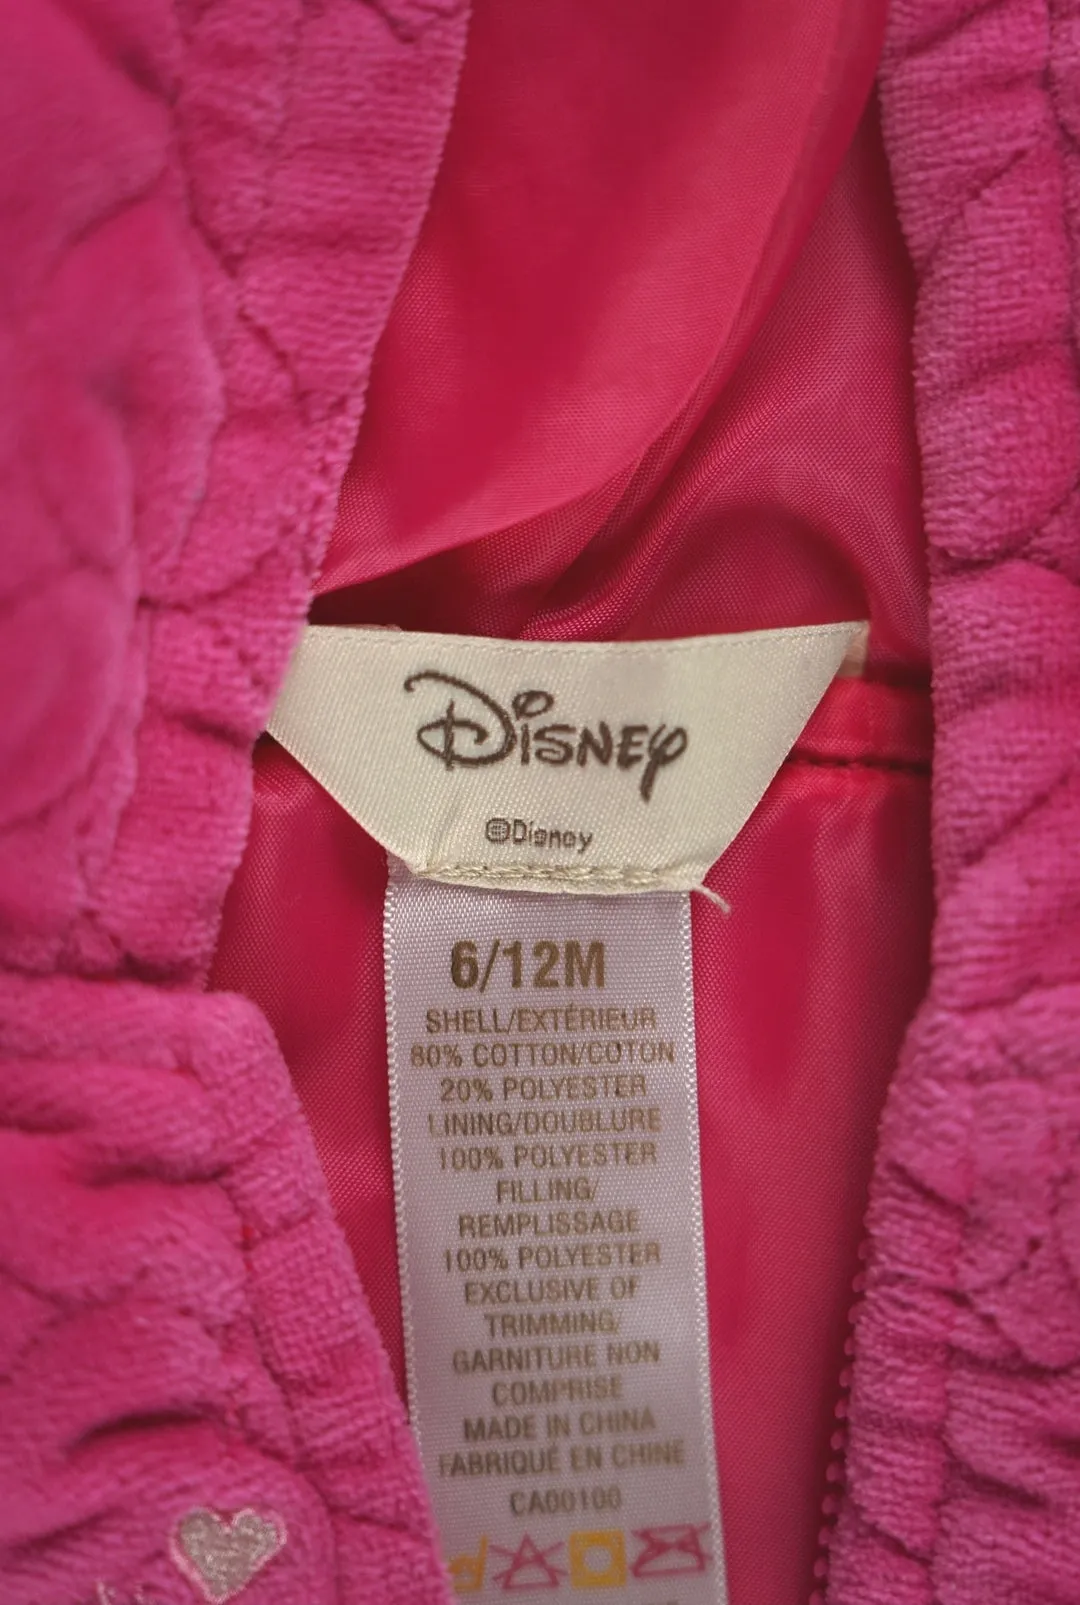 Disney
©Disney
6/12M
SHELL/EXTÉRIEUR
80% COTTON/COTON
20% POLYESTER
LINING/DOUBLURE
100% POLYESTER
FILLING/
REMPLISSAGE
100% POLYESTER
EXCLUSIVE OF
TRIMMING/
GARNITURE NON
COMPRISE
MADE IN CHINA
FABRIQUÉ EN CHINE
CA00100